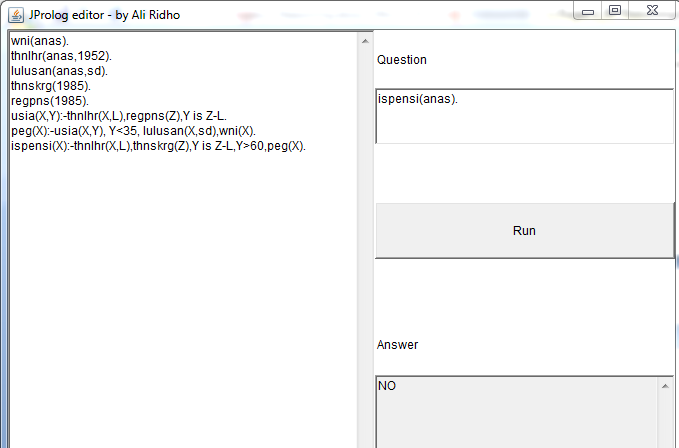 JProlog editor - by Ali Ridho
wni(anas).
thnlhr(anas,1952).
lulusan(anas,sd).
thnskrg(1985).
regpns(1985).
usia(X,Y):-thnlhr(X,L),regpns(Z),Y is Z-L.
peg(X):-usia(X,Y), Y<35, lulusan(X,sd),wni(X).
ispensi(X):-thnlhr(X,L),thnskrg(Z),Y is Z-L,Y>60,peg(X).
Question
ispensi(anas).
Run
Answer
NO